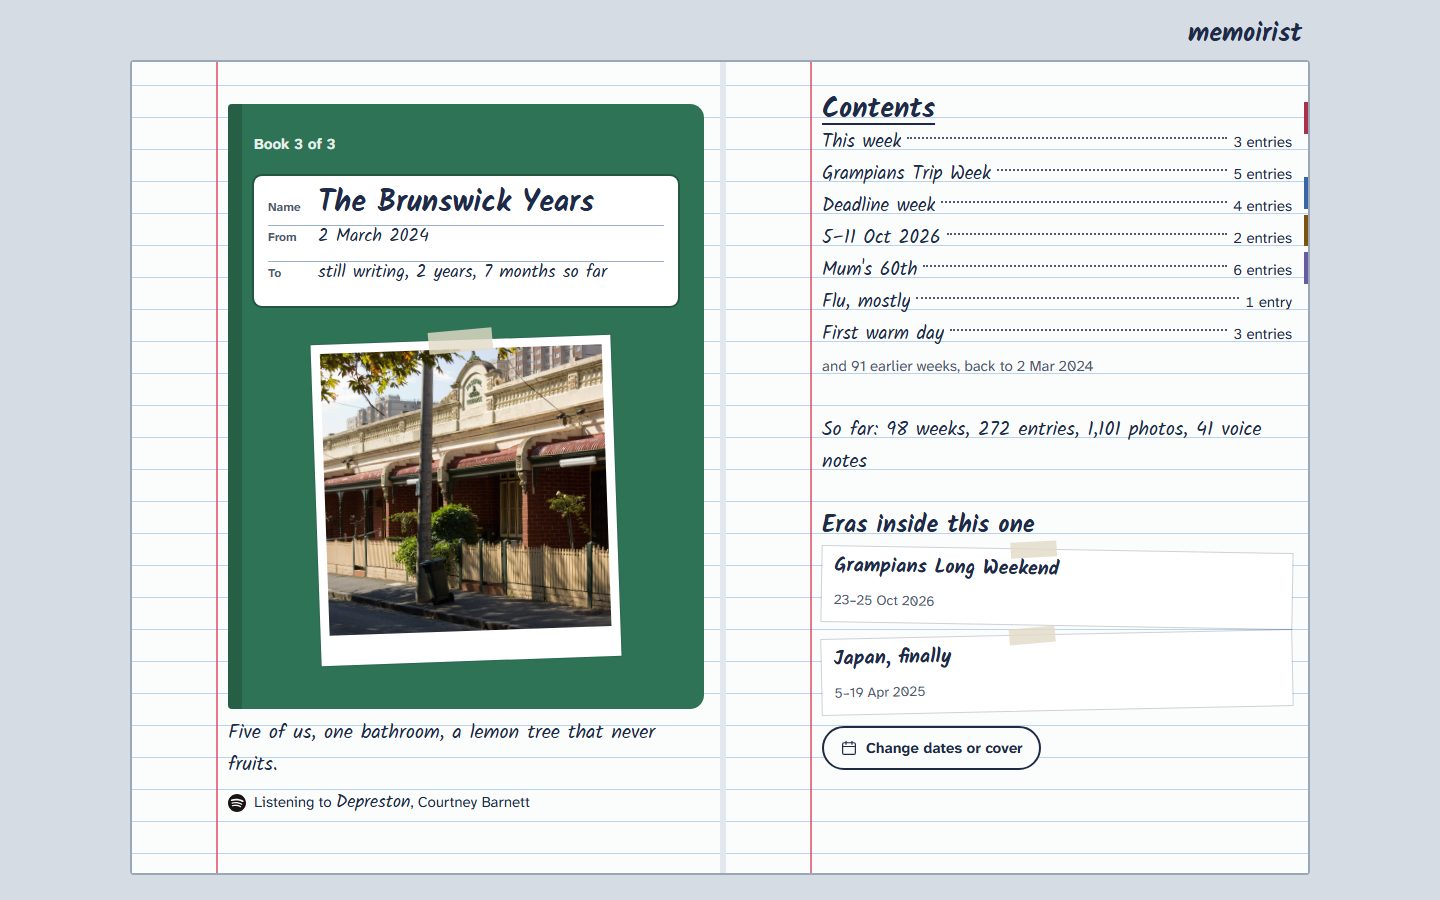 memoirist
Book 3 of 3
Name The Brunswick Years
From 2 March 2024
To still writing, 2 years, 7 months so far
Five of us, one bathroom, a lemon tree that never
fruits.
Listening to Depreston, Courtney Barnett
Contents
This week 3 entries
Grampians Trip Week 5 entries
Deadline week 4 entries
5–11 Oct 2026 2 entries
Mum's 60th 6 entries
Flu, mostly 1 entry
First warm day 3 entries
and 91 earlier weeks, back to 2 Mar 2024
So far: 98 weeks, 272 entries, 1,101 photos, 41 voice
notes
Eras inside this one
Grampians Long Weekend
23–25 Oct 2026
Japan, finally
5–19 Apr 2025
Change dates or cover